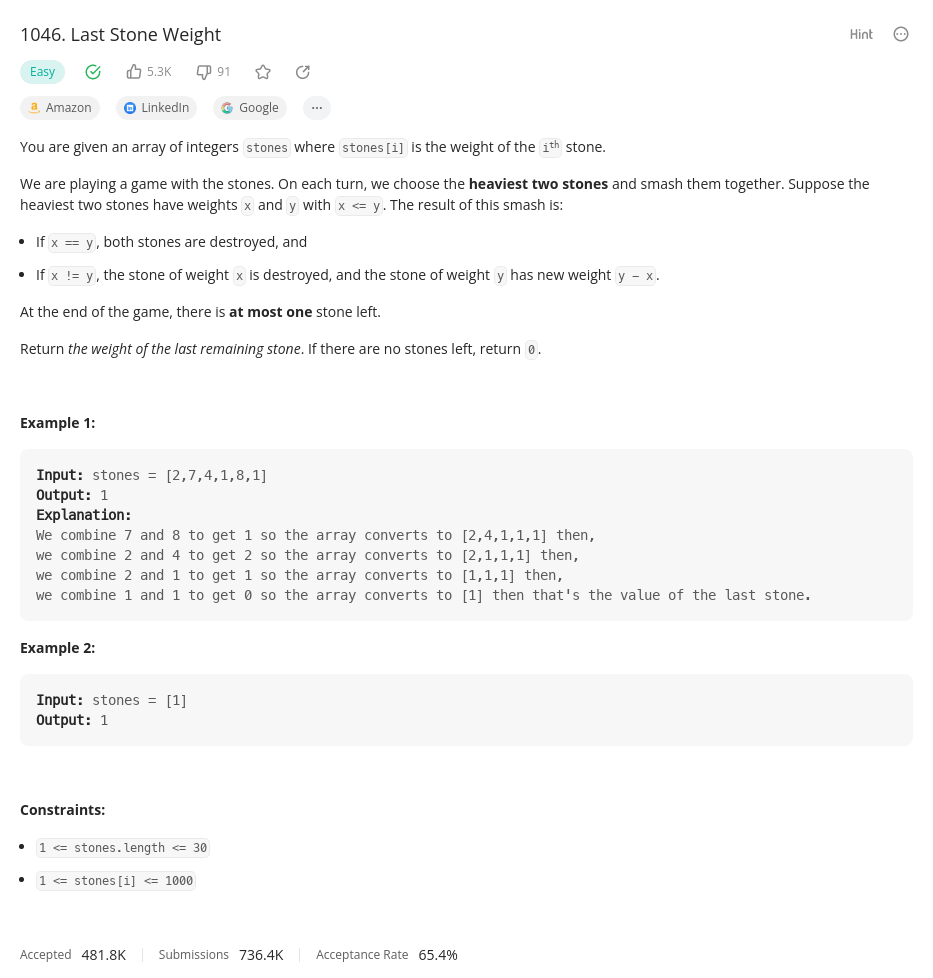 1046. Last Stone Weight
Hint
Easy
5.3K
91
Amazon
LinkedIn
Google
You are given an array of integers stones where stones[i] is the weight of the ith stone.
We are playing a game with the stones. On each turn, we choose the heaviest two stones and smash them together. Suppose the
heaviest two stones have weights x and y with x <= y. The result of this smash is:
• If x == y, both stones are destroyed, and
• If x != y, the stone of weight x is destroyed, and the stone of weight y has new weight y − x.
At the end of the game, there is at most one stone left.
Return the weight of the last remaining stone. If there are no stones left, return 0.
Example 1:
Input: stones = [2,7,4,1,8,1]
Output: 1
Explanation:
We combine 7 and 8 to get 1 so the array converts to [2,4,1,1,1] then,
we combine 2 and 4 to get 2 so the array converts to [2,1,1,1] then,
we combine 2 and 1 to get 1 so the array converts to [1,1,1] then,
we combine 1 and 1 to get 0 so the array converts to [1] then that's the value of the last stone.
Example 2:
Input: stones = [1]
Output: 1
Constraints:
• 1 <= stones.length <= 30
• 1 <= stones[i] <= 1000
Accepted 481.8K Submissions 736.4K Acceptance Rate 65.4%